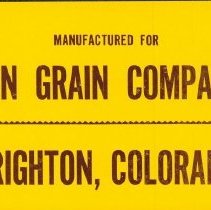 MANUFACTURED FOR
N GRAIN COMPA
RIGHTON, COLORA